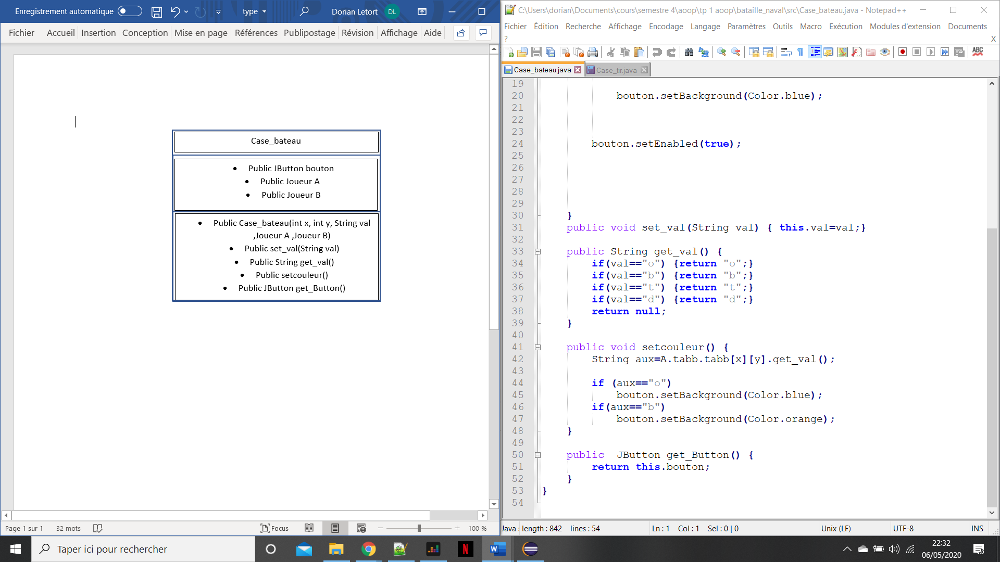 Enregistrement automatique
type
Dorian Letort
DL
Fichier Accueil Insertion Conception Mise en page Références Publipostage Révision Affichage Aide
Case_bateau
• Public JButton bouton
• Public Joueur A
• Public Joueur B
• Public Case_bateau(int x, int y, String val
,Joueur A ,Joueur B)
• Public set_val(String val)
• Public String get_val()
• Public setcouleur()
• Public JButton get_Button()
Page 1 sur 1 32 mots Focus 100 %
C:\Users\dorian\Documents\cours\semestre 4\aoop\tp 1 aoop\bataille_naval\src\Case_bateau.java - Notepad++
Fichier Édition Recherche Affichage Encodage Langage Paramètres Outils Macro Exécution Modules d'extension Documents
? X
ABC
Case_bateau.java Case_tir.java
19
20 bouton.setBackground(Color.blue);
21
22
23
24 bouton.setEnabled(true);
25
26
27
28
29
30 }
31 public void set_val(String val) { this.val=val;}
32
33 public String get_val() {
34 if(val=="o") {return "o";}
35 if(val=="b") {return "b";}
36 if(val=="t") {return "t";}
37 if(val=="d") {return "d";}
38 return null;
39 }
40
41 public void setcouleur() {
42 String aux=A.tabb.tabb[x][y].get_val();
43
44 if (aux=="o")
45 bouton.setBackground(Color.blue);
46 if(aux=="b")
47 bouton.setBackground(Color.orange);
48 }
49
50 public  JButton get_Button() {
51 return this.bouton;
52 }
53 }
54
Java s length : 842 lines : 54 Ln : 1 Col : 1 Sel : 0 | 0 Unix (LF) UTF-8 INS
Taper ici pour rechercher
N
W
22:32
06/05/2020